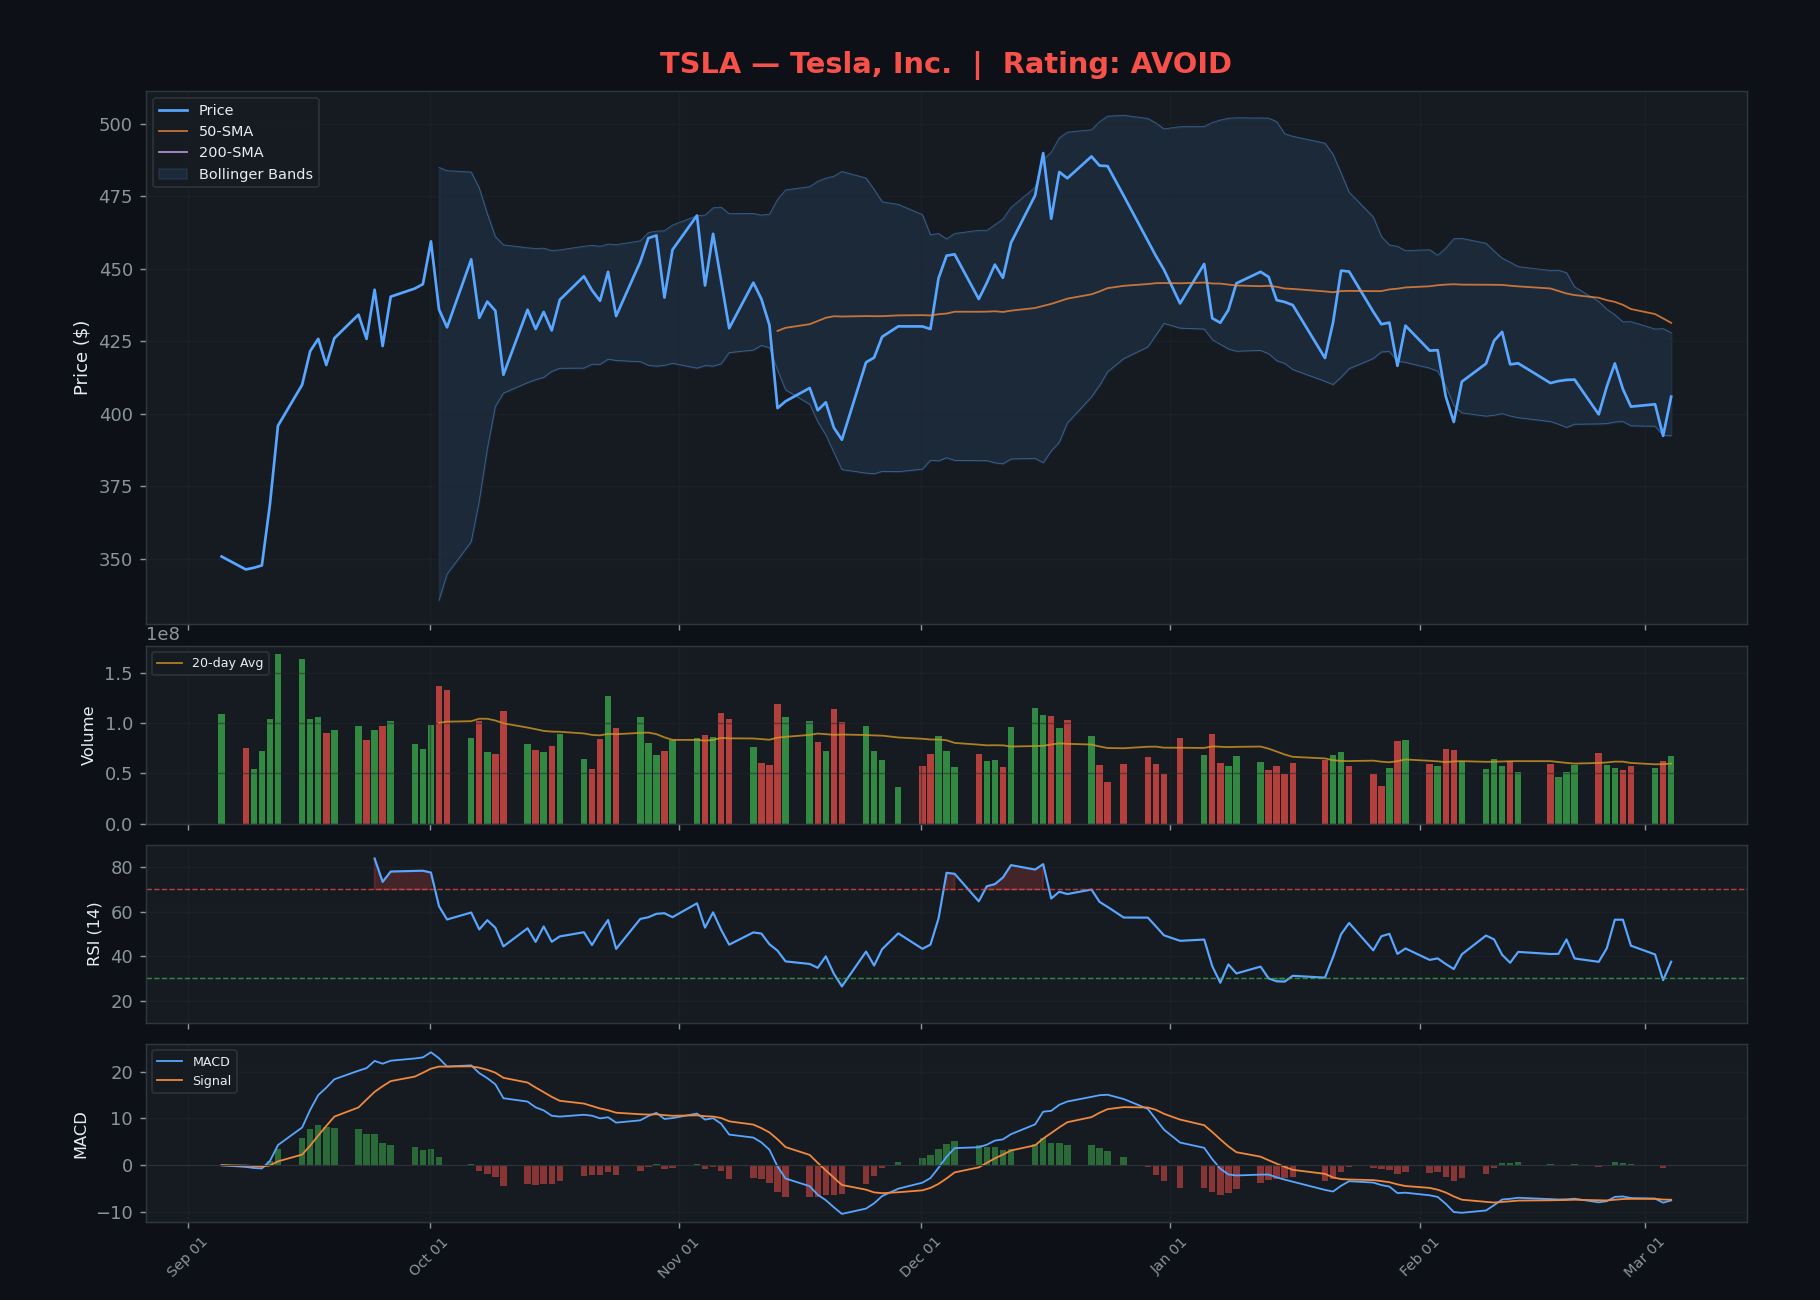 TSLA — Tesla, Inc.  |  Rating: AVOID
Price
50-SMA
200-SMA
Bollinger Bands
500
475
450
425
400
375
350
Price ($)
1e8
20-day Avg
1.5
1.0
0.5
0.0
Volume
80
60
40
20
RSI (14)
MACD
Signal
20
10
0
−10
MACD
Sep 01
Oct 01
Nov 01
Dec 01
Jan 01
Feb 01
Mar 01